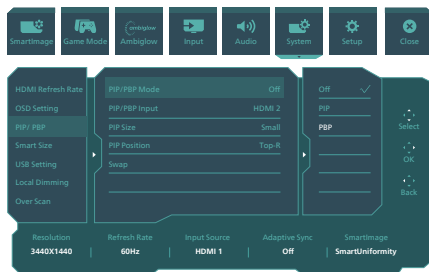 SmartImage
Game Mode
ambiglow
Ambiglow
Input
Audio
System
Setup
Close
HDMI Refresh Rate
OSD Setting
PIP/ PBP
Smart Size
USB Setting
Local Dimming
Over Scan
PIP/PBP Mode Off
PIP/PBP Input HDMI 2
PIP Size Small
PIP Position Top-R
Swap
Off
PIP
PBP
Select
OK
Back
Resolution Refresh Rate Input Source Adaptive Sync SmartImage
3440X1440 60Hz HDMI 1 Off SmartUniformity